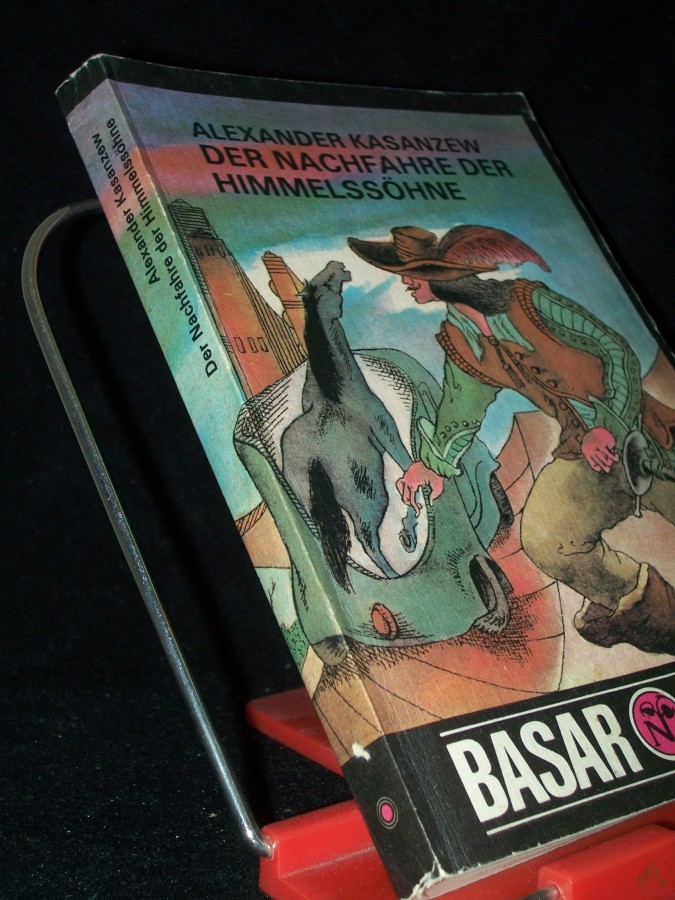 ALEXANDER KASANZEW
DER NACHFAHRE DER
HIMMELSSÖHNE
Alexander Kasanzew
Der Nachfahre der Himmelssöhne
BASAR
N